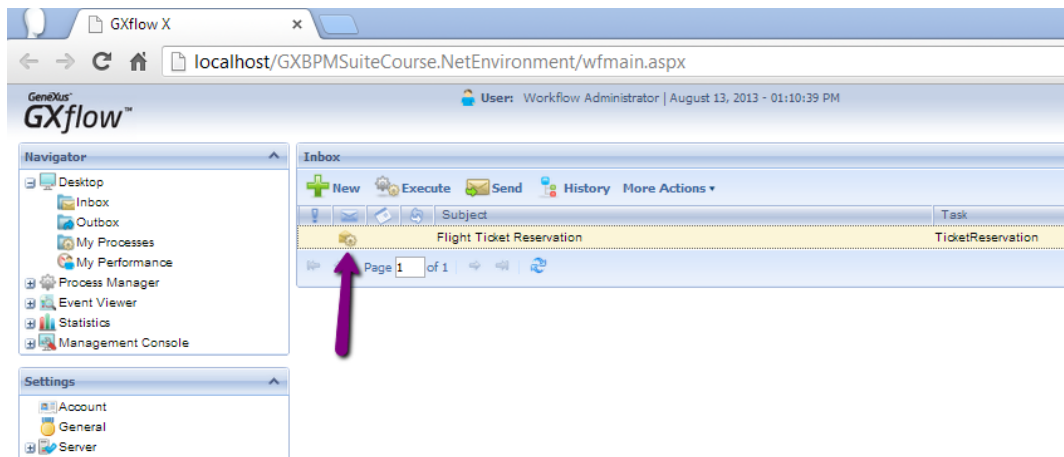 GXflow X
localhost/GXBPMSuiteCourse.NetEnvironment/wfmain.aspx
GeneXus™
GXflow™
User: Workflow Administrator | August 13, 2013 - 01:10:39 PM
Navigator
Desktop
Inbox
Outbox
My Processes
My Performance
Process Manager
Event Viewer
Statistics
Management Console
Settings
Account
General
Server
Inbox
New Execute Send History More Actions
Subject Task
Flight Ticket Reservation TicketReservation
Page 1 of 1